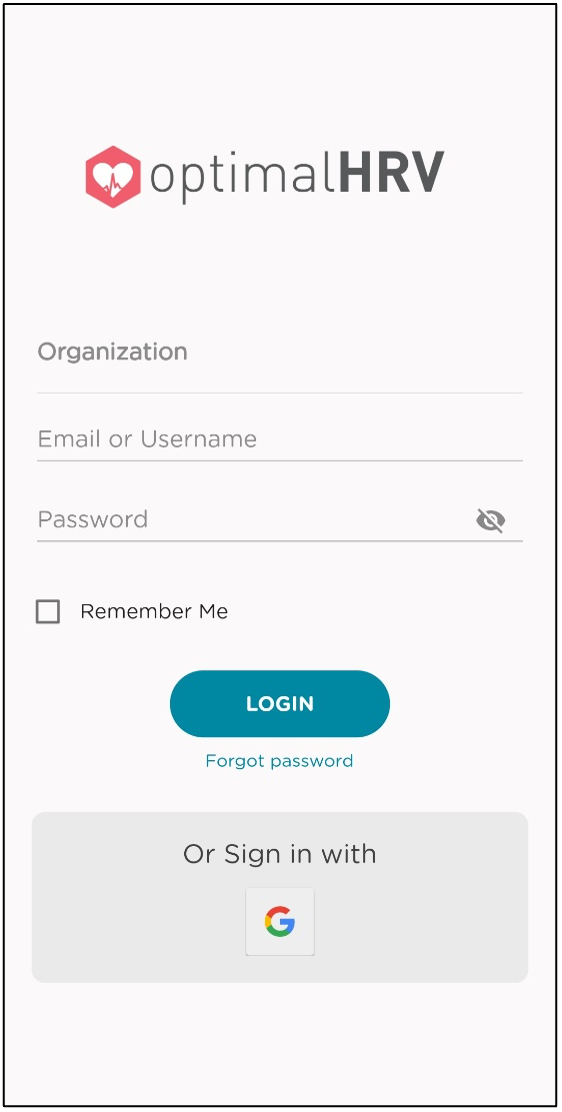 optimalHRV
Organization
Email or Username
Password
Remember Me
LOGIN
Forgot password
Or Sign in with